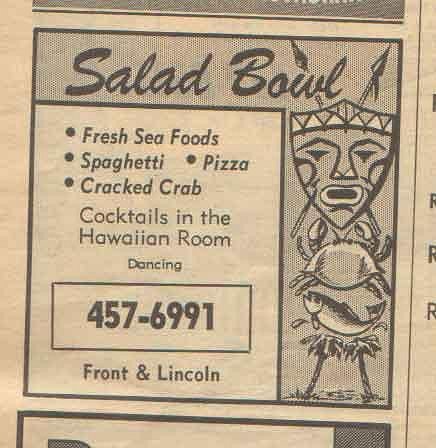 Salad Bowl
• Fresh Sea Foods
• Spaghetti • Pizza
• Cracked Crab
Cocktails in the
Hawaiian Room
Dancing
457-6991
Front & Lincoln